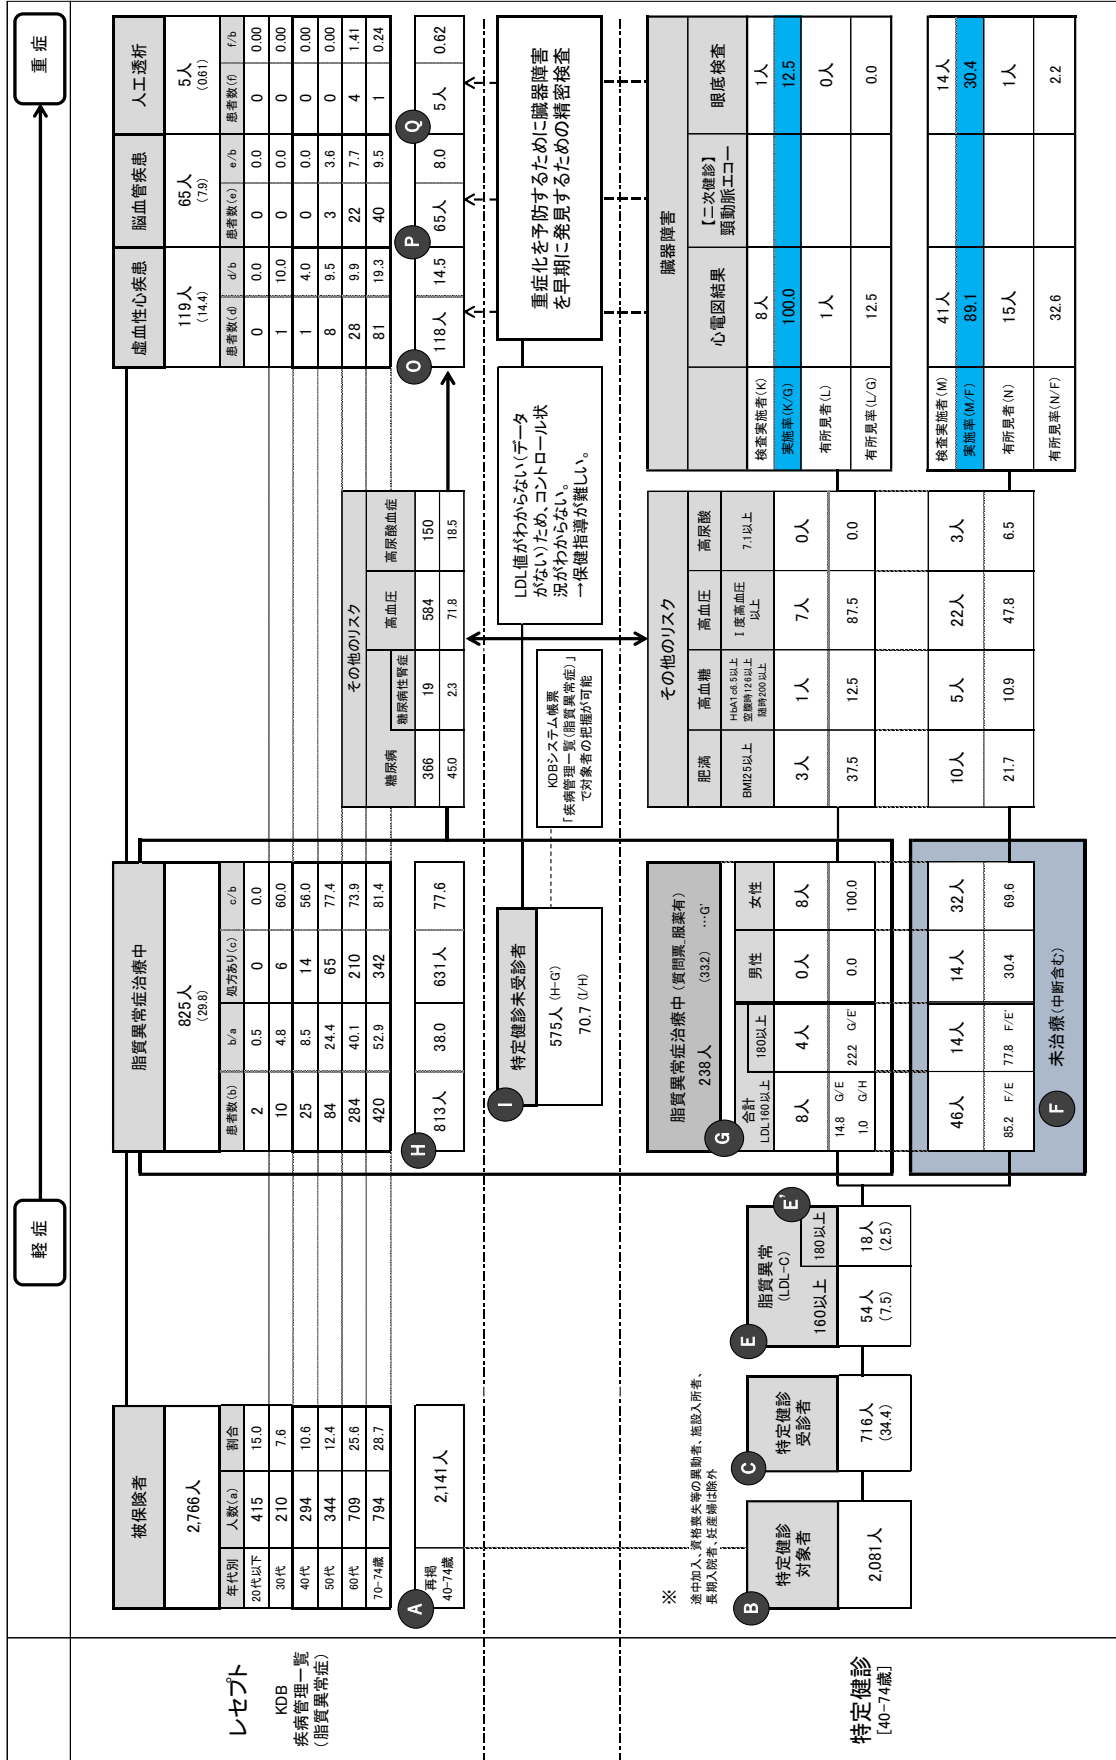 軽症
重症
レセプト
KDB
疾病管理一覧
(脂質異常症)
被保険者
2,766人
年代別 人数(a) 割合
20代以下 415 15.0
30代 210 7.6
40代 294 10.6
50代 344 12.4
60代 709 25.6
70-74歳 794 28.7
A
再掲
40-74歳
2,141人
脂質異常症治療中
825人
(29.8)
患者数(b) b/a 処方あり(c) c/b
2 0.5 0 0.0
10 4.8 6 60.0
25 8.5 14 56.0
84 24.4 65 77.4
284 40.1 210 73.9
420 52.9 342 81.4
H
813人 38.0 631人 77.6
その他のリスク
糖尿病 糖尿病性腎症 高血圧 高尿酸血症
366 19 584 150
45.0 2.3 71.8 18.5
虚血性心疾患 脳血管疾患 人工透析
119人 65人 5人
(14.4) (7.9) (0.61)
患者数(d) d/b 患者数(e) e/b 患者数(f) f/b
0 0.0 0 0.0 0 0.00
1 10.0 0 0.0 0 0.00
1 4.0 0 0.0 0 0.00
8 9.5 3 3.6 0 0.00
28 9.9 22 7.7 4 1.41
81 19.3 40 9.5 1 0.24
O P Q
118人 14.5 65人 8.0 5人 0.62
I
特定健診未受診者
575人 (H-G')
70.7 (I/H)
KDBシステム帳票
「疾病管理一覧(脂質異常症)」
で対象者の把握が可能
LDL値がわからない(データ
がない)ため、コントロール状
況がわからない。
→保健指導が難しい。
重症化を予防するために臓器障害
を早期に発見するための精密検査
特定健診
[40-74歳]
※
途中加入、資格喪失等の異動者、施設入所者、
長期入院者、妊産婦は除外
B
特定健診
対象者
2,081人
C
特定健診
受診者
716人
(34.4)
E
E'
脂質異常
(LDL-C)
160以上 180以上
54人 18人
(7.5) (2.5)
脂質異常症治療中 (質問票_服薬有)
238人 (33.2) …G'
G
合計
LDL160以上
180以上 男性 女性
8人 4人 0人 8人
14.8 G/E 22.2 G/E' 0.0 100.0
1.0 G/H
46人 14人 14人 32人
85.2 F/E 77.8 F/E' 30.4 69.6
F
未治療(中断含む)
その他のリスク
肥満 高血糖 高血圧 高尿酸
BMI25以上
HbA1c6.5以上
空腹時126以上
随時200以上
Ⅰ度高血圧
以上
7.1以上
3人 1人 7人 0人
37.5 12.5 87.5 0.0
10人 5人 22人 3人
21.7 10.9 47.8 6.5
臓器障害
心電図結果
【二次健診】
頸動脈エコー
眼底検査
検査実施者(K) 8人 1人
実施率(K/G) 100.0 12.5
有所見者(L) 1人 0人
有所見率(L/G) 12.5 0.0
検査実施者(M) 41人 14人
実施率(M/F) 89.1 30.4
有所見者(N) 15人 1人
有所見率(N/F) 32.6 2.2